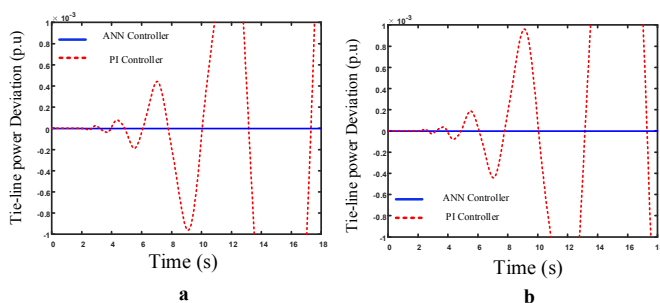 1 ×10⁻³
0.8
0.6
0.4
0.2
0
-0.2
-0.4
-0.6
-0.8
-1
Tie-line power Deviation (p.u)
ANN Controller
PI Controller
0 2 4 6 8 10 12 14 16 18
Time (s)
a
1 ×10⁻³
0.8
0.6
0.4
0.2
0
-0.2
-0.4
-0.6
-0.8
-1
Tie-line power Deviation (p.u)
ANN Controller
PI Controller
0 2 4 6 8 10 12 14 16 18
Time (s)
b